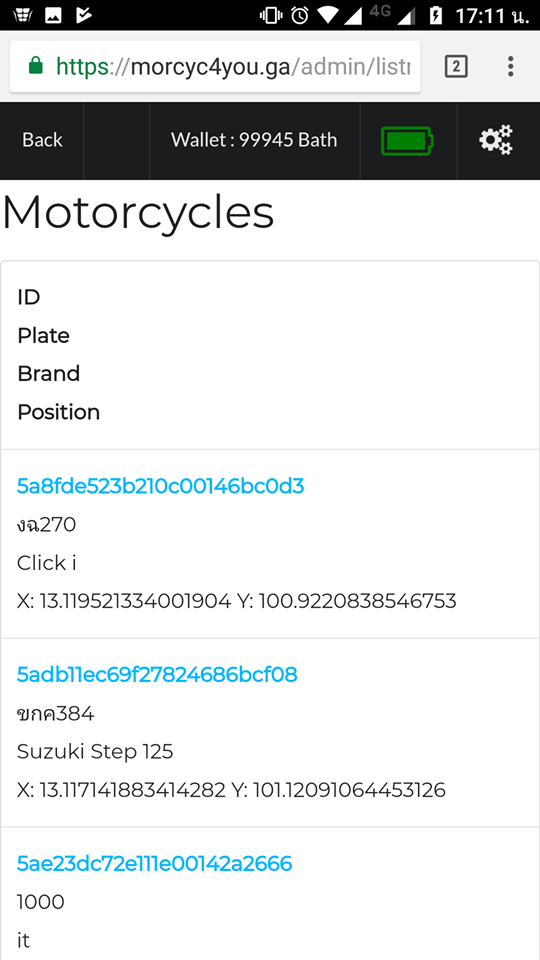 4G 17:11 น.
https://morcyc4you.ga/admin/listr 2
Back Wallet : 99945 Bath
Motorcycles
ID
Plate
Brand
Position
5a8fde523b210c00146bc0d3
งฉ270
Click i
X: 13.119521334001904 Y: 100.9220838546753
5adb11ec69f27824686bcf08
ขกค384
Suzuki Step 125
X: 13.117141883414282 Y: 101.12091064453126
5ae23dc72e111e00142a2666
1000
it